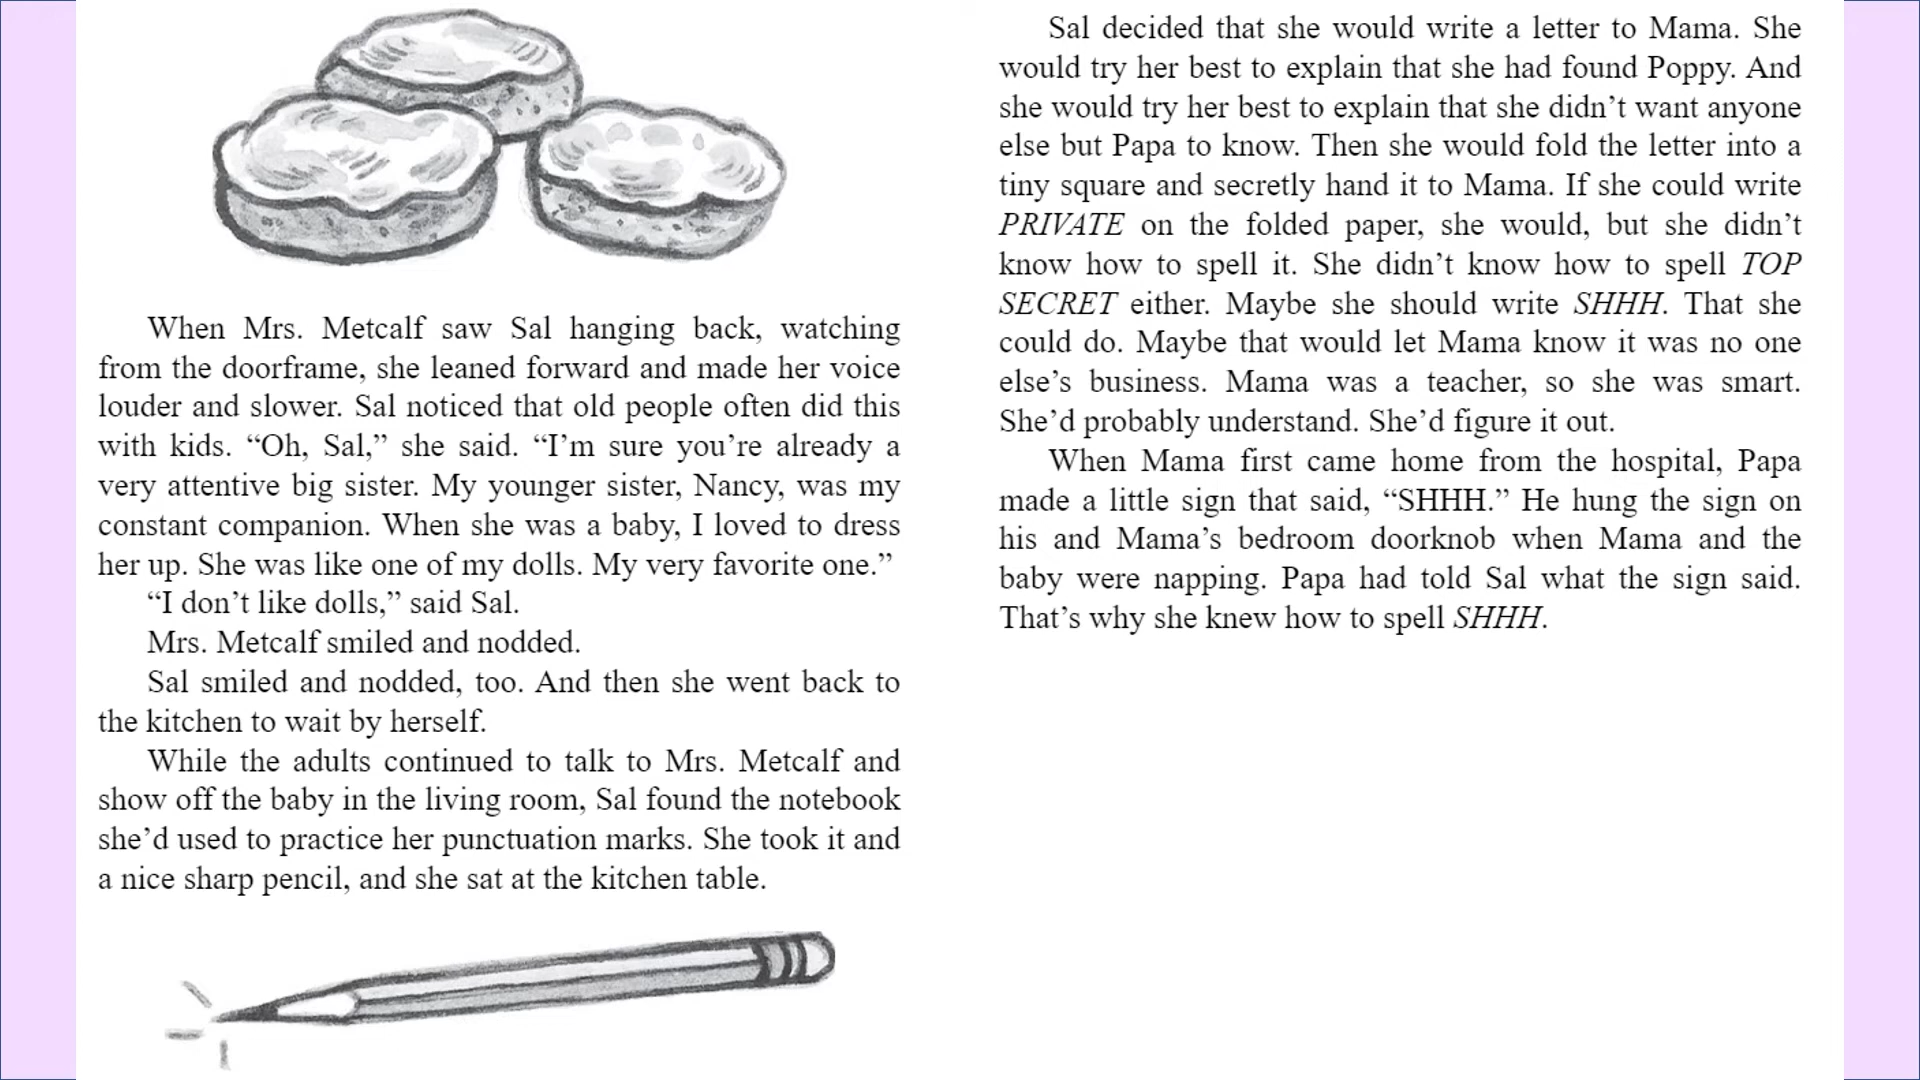 When Mrs. Metcalf saw Sal hanging back, watching
from the doorframe, she leaned forward and made her voice
louder and slower. Sal noticed that old people often did this
with kids. “Oh, Sal,” she said. “I’m sure you’re already a
very attentive big sister. My younger sister, Nancy, was my
constant companion. When she was a baby, I loved to dress
her up. She was like one of my dolls. My very favorite one.”
“I don’t like dolls,” said Sal.
Mrs. Metcalf smiled and nodded.
Sal smiled and nodded, too. And then she went back to
the kitchen to wait by herself.
While the adults continued to talk to Mrs. Metcalf and
show off the baby in the living room, Sal found the notebook
she’d used to practice her punctuation marks. She took it and
a nice sharp pencil, and she sat at the kitchen table.
Sal decided that she would write a letter to Mama. She
would try her best to explain that she had found Poppy. And
she would try her best to explain that she didn’t want anyone
else but Papa to know. Then she would fold the letter into a
tiny square and secretly hand it to Mama. If she could write
PRIVATE on the folded paper, she would, but she didn’t
know how to spell it. She didn’t know how to spell TOP
SECRET either. Maybe she should write SHHH. That she
could do. Maybe that would let Mama know it was no one
else’s business. Mama was a teacher, so she was smart.
She’d probably understand. She’d figure it out.
When Mama first came home from the hospital, Papa
made a little sign that said, “SHHH.” He hung the sign on
his and Mama’s bedroom doorknob when Mama and the
baby were napping. Papa had told Sal what the sign said.
That’s why she knew how to spell SHHH.